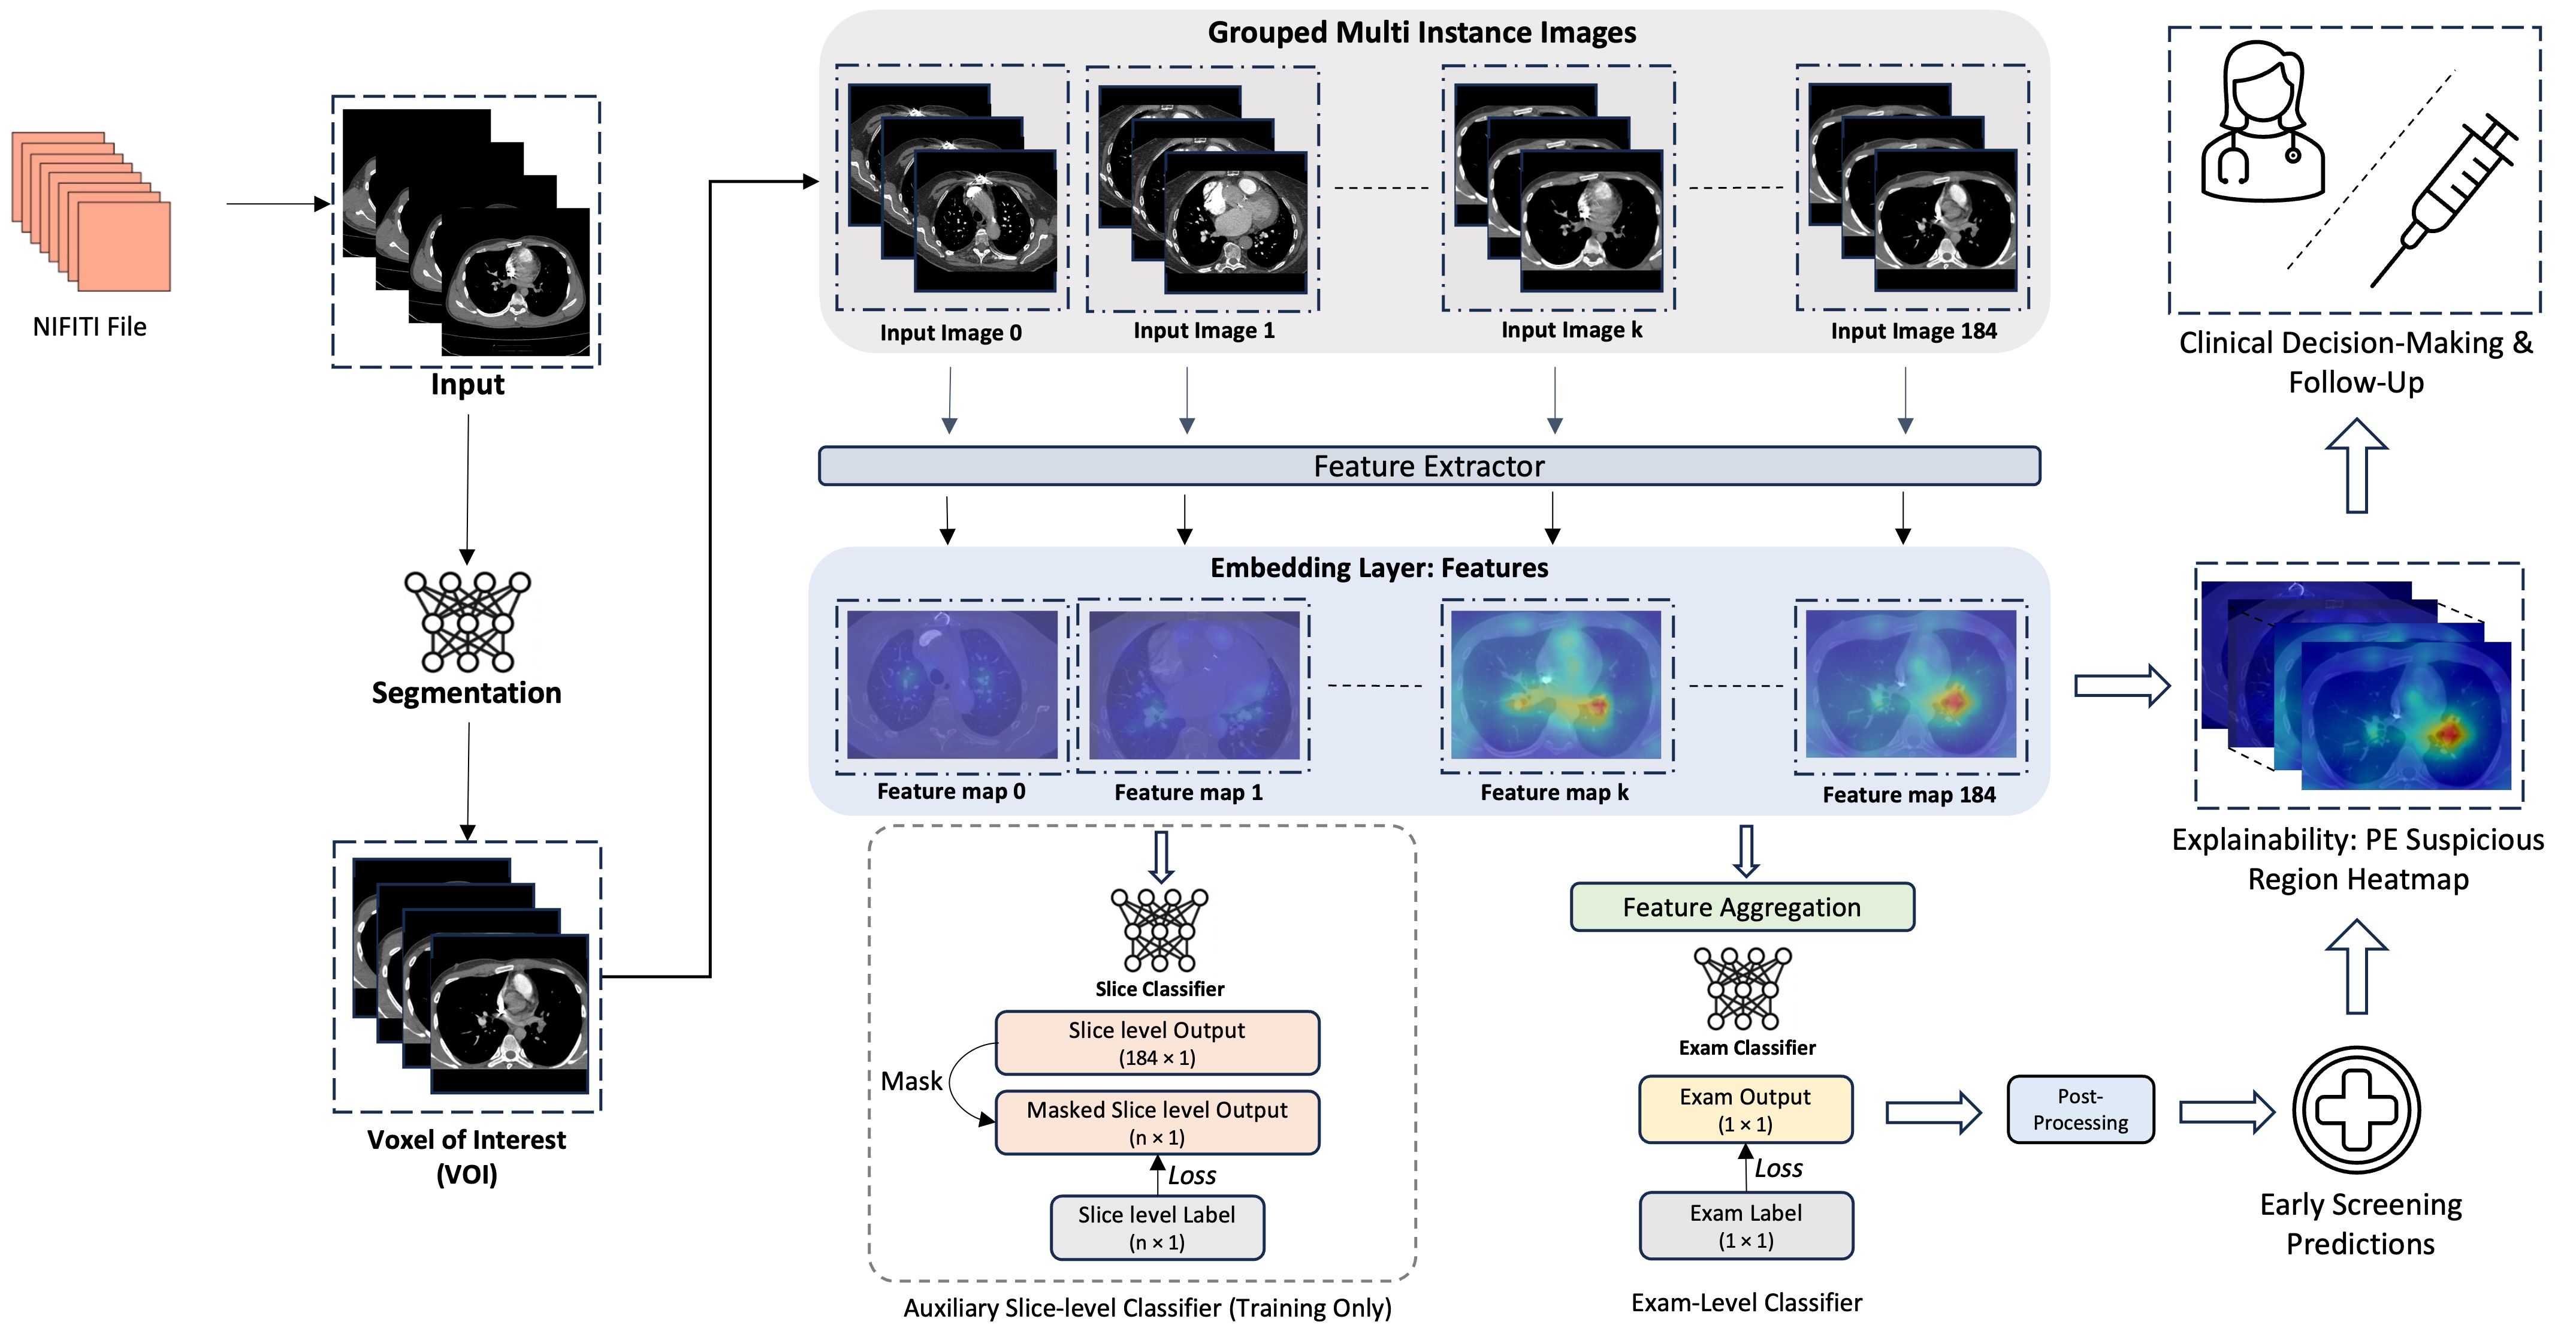 NIFITI File
Input
Segmentation
Voxel of Interest
(VOI)
Grouped Multi Instance Images
Input Image 0
Input Image 1
Input Image k
Input Image 184
Feature Extractor
Embedding Layer: Features
Feature map 0
Feature map 1
Feature map k
Feature map 184
Slice Classifier
Slice level Output
(184 × 1)
Mask
Masked Slice level Output
(n × 1)
Loss
Slice level Label
(n × 1)
Auxiliary Slice-level Classifier (Training Only)
Feature Aggregation
Exam Classifier
Exam Output
(1 × 1)
Loss
Exam Label
(1 × 1)
Exam-Level Classifier
Post-
Processing
Early Screening
Predictions
Explainability: PE Suspicious
Region Heatmap
Clinical Decision-Making &
Follow-Up